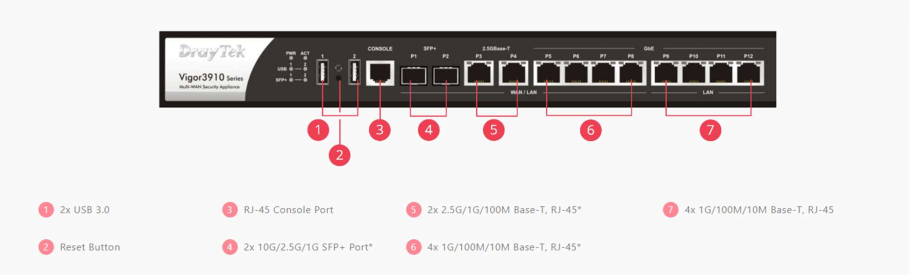 DrayTek
Vigor3910 Series
Multi-WAN Security Appliance
PWR ACT
1 2
USB
1 2
SFP+
1 2
CONSOLE
SFP+
2.5GBase-T
GbE
P1 P2 P3 P4 P5 P6 P7 P8 P9 P10 P11 P12
WAN / LAN
LAN
1 2 3 4 5 6 7
1 2x USB 3.0
2 Reset Button
3 RJ-45 Console Port
4 2x 10G/2.5G/1G SFP+ Port*
5 2x 2.5G/1G/100M Base-T, RJ-45*
6 4x 1G/100M/10M Base-T, RJ-45*
7 4x 1G/100M/10M Base-T, RJ-45